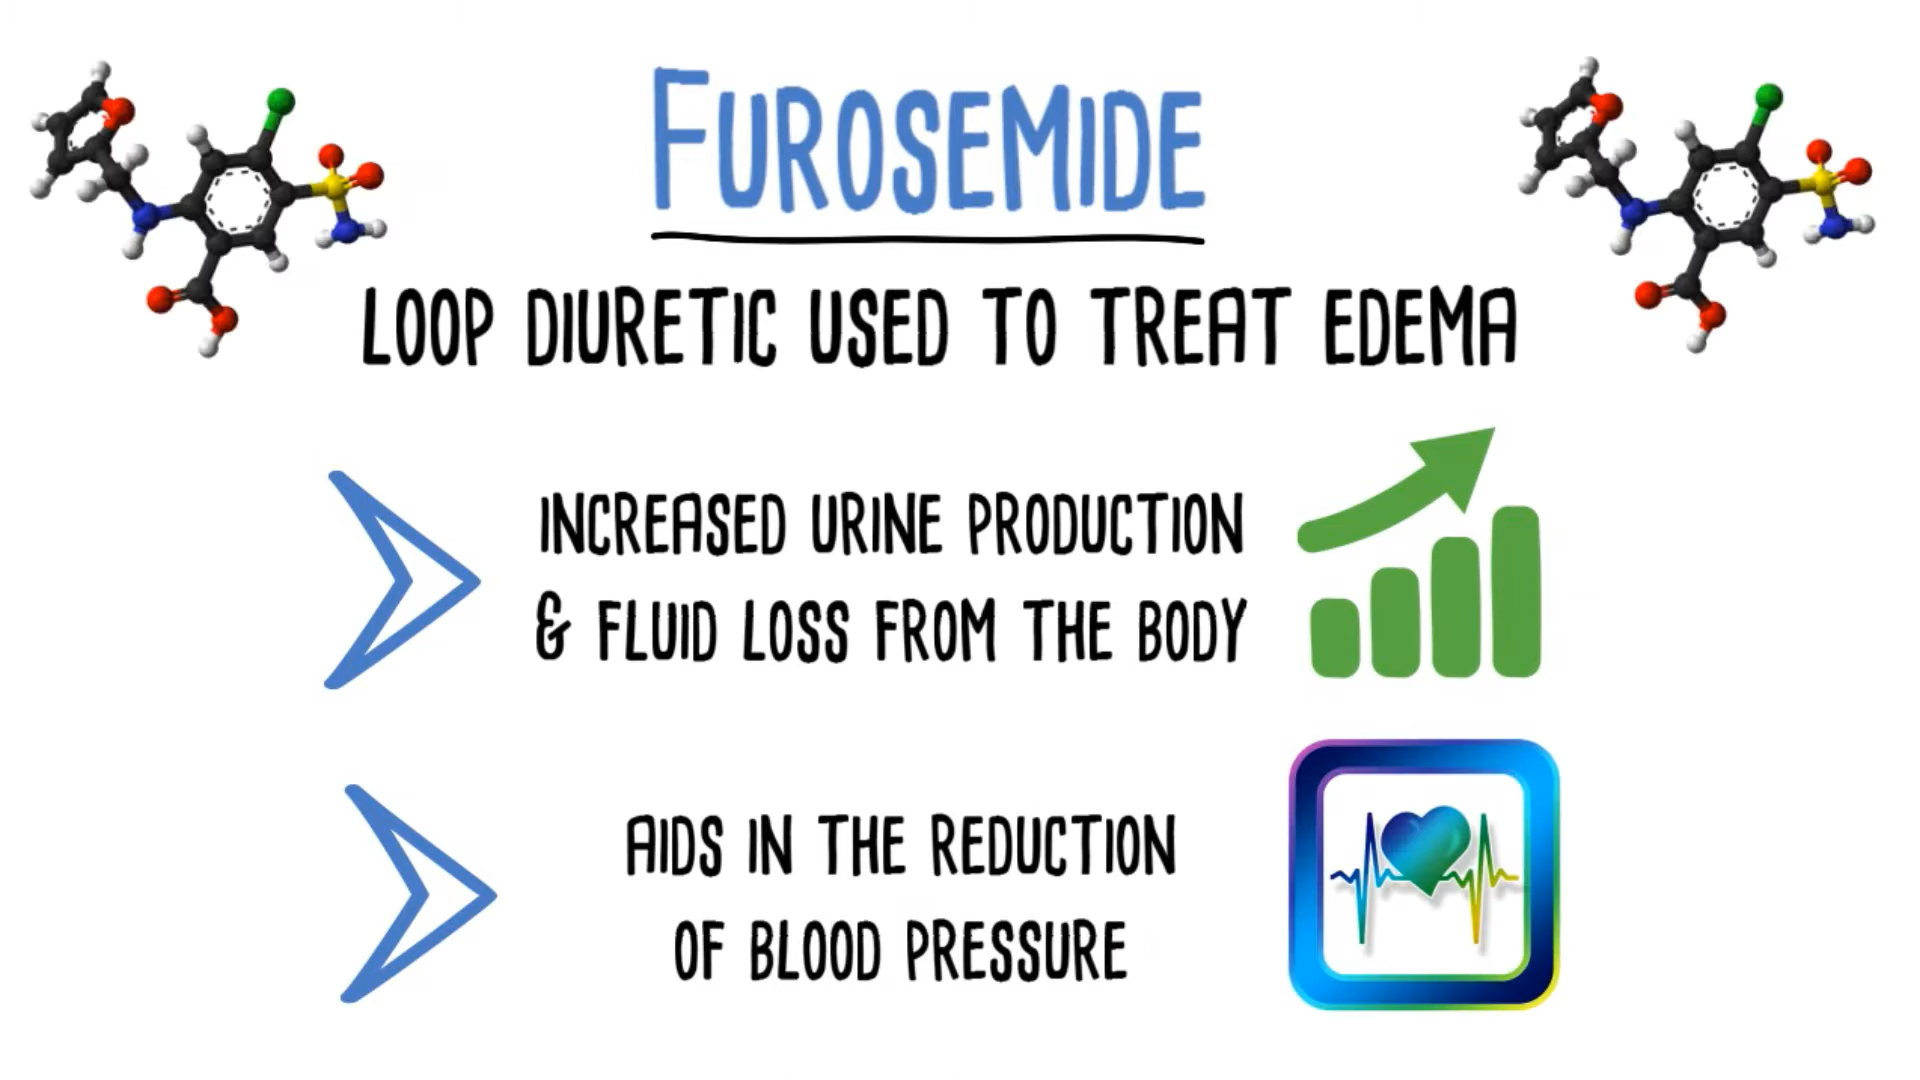 FUROSEMIDE
LOOP DIURETIC USED TO TREAT EDEMA
INCREASED URINE PRODUCTION
& FLUID LOSS FROM THE BODY
AIDS IN THE REDUCTION
OF BLOOD PRESSURE